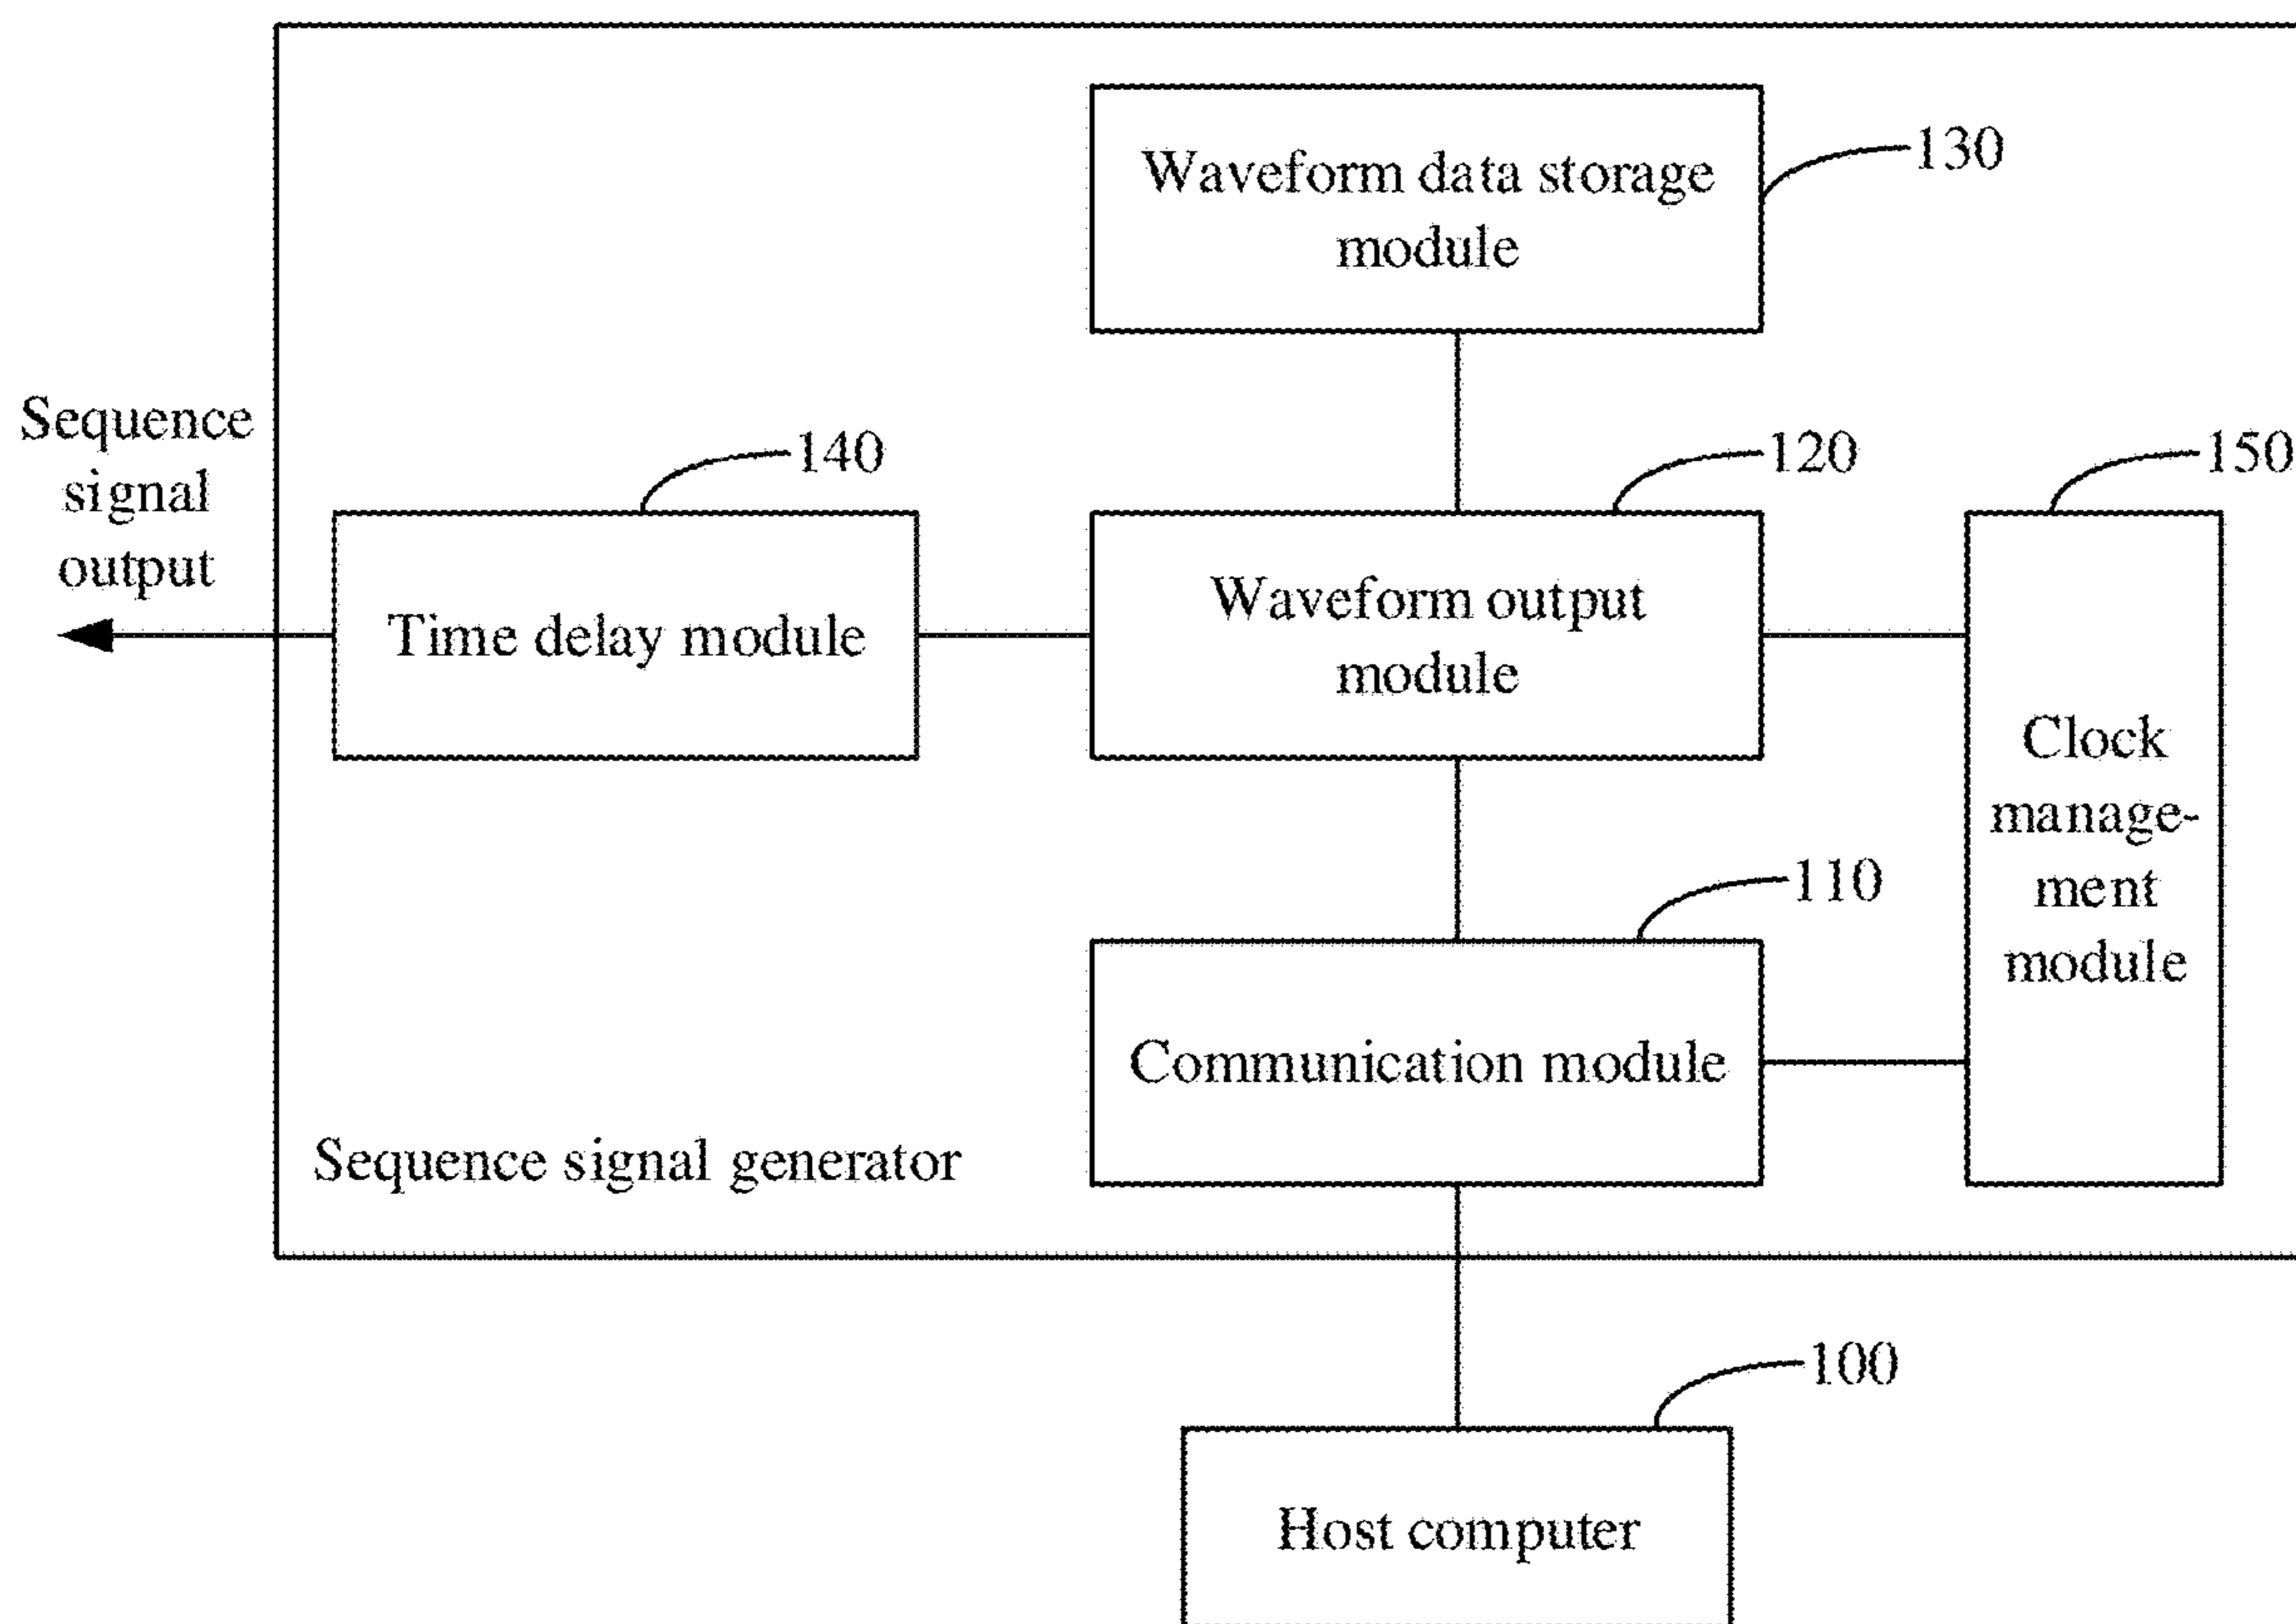 Waveform data storage
module
130
Sequence
signal
output
140
120
150
Time delay module
Waveform output
module
Clock
manage-
ment
module
110
Communication module
Sequence signal generator
100
Host computer